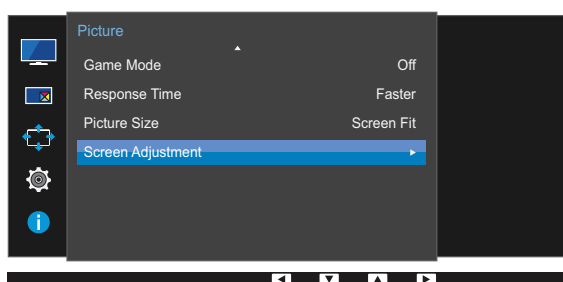 Picture
Game Mode Off
Response Time Faster
Picture Size Screen Fit
Screen Adjustment